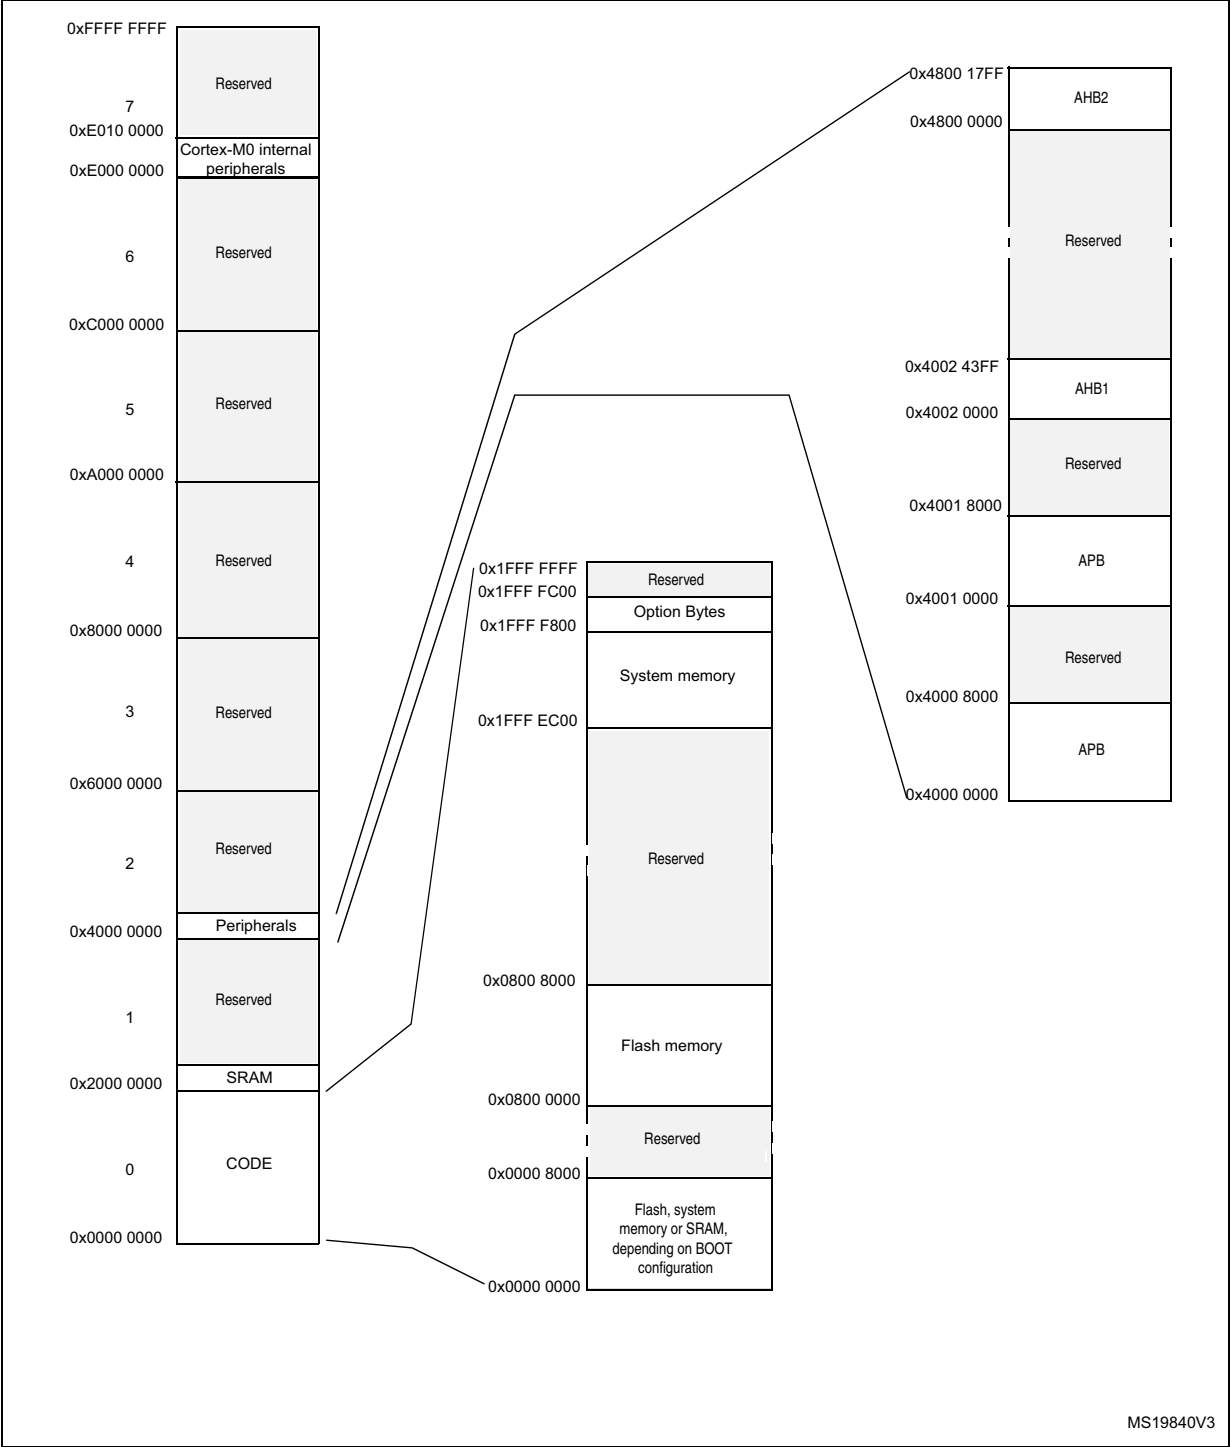 0xFFFF FFFF
Reserved
7
0xE010 0000
Cortex-M0 internal
peripherals
0xE000 0000
Reserved
6
0xC000 0000
Reserved
5
0xA000 0000
Reserved
4
0x8000 0000
Reserved
3
0x6000 0000
Reserved
2
Peripherals
0x4000 0000
Reserved
1
SRAM
0x2000 0000
CODE
0
0x0000 0000
0x1FFF FFFF
Reserved
0x1FFF FC00
Option Bytes
0x1FFF F800
System memory
0x1FFF EC00
Reserved
0x0800 8000
Flash memory
0x0800 0000
Reserved
0x0000 8000
Flash, system
memory or SRAM,
depending on BOOT
configuration
0x0000 0000
0x4800 17FF
AHB2
0x4800 0000
Reserved
0x4002 43FF
AHB1
0x4002 0000
Reserved
0x4001 8000
APB
0x4001 0000
Reserved
0x4000 8000
APB
0x4000 0000
MS19840V3